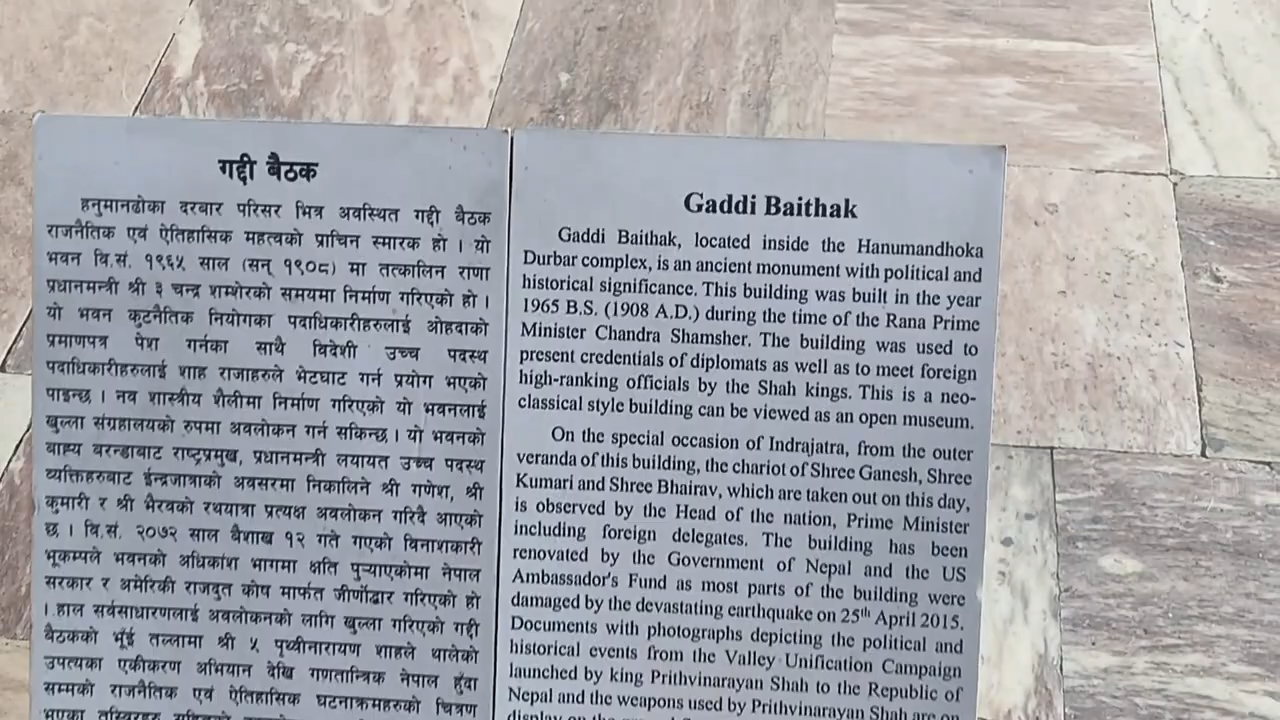 गद्दी बैठक
हनुमानढोका दरबार परिसर भित्र अवस्थित गद्दी बैठक
राजनैतिक एवं ऐतिहासिक महत्वको प्राचिन स्मारक हो । यो
भवन वि.सं. १९६५ साल (सन् १९०८) मा तत्कालिन राणा
प्रधानमन्त्री श्री ३ चन्द्र शम्शेरको समयमा निर्माण गरिएको हो ।
यो भवन कुटनैतिक नियोगका पदाधिकारीहरुलाई ओहदाको
प्रमाणपत्र पेश गर्नका साथै विदेशी उच्च पदस्थ
पदाधिकारीहरुलाई शाह राजाहरुले भेटघाट गर्न प्रयोग भएको
पाइन्छ । नव शास्त्रीय शैलीमा निर्माण गरिएको यो भवनलाई
खुल्ला संग्रहालयको रुपमा अवलोकन गर्न सकिन्छ । यो भवनको
बाह्य बरन्डाबाट राष्ट्रप्रमुख, प्रधानमन्त्री लयायत उच्च पदस्थ
व्यक्तिहरुबाट ईन्द्रजात्राको अवसरमा निकालिने श्री गणेश, श्री
कुमारी र श्री भैरवको रथयात्रा प्रत्यक्ष अवलोकन गरिदै आएको
छ । वि.सं. २०७२ साल बैशाख १२ गते गएको विनाशकारी
भूकम्पले भवनको अधिकांश भागमा क्षति पुऱ्याएकोमा नेपाल
सरकार र अमेरिकी राजदुत कोष मार्फत जीर्णोद्धार गरिएको हो
। हाल सर्वसाधारणलाई अवलोकनको लागि खुल्ला गरिएको गद्दी
बैठकको भूँई तल्लामा श्री ५ पृथ्वीनारायण शाहले थालेको
उपत्यका एकीकरण अभियान देखि गणतान्त्रिक नेपाल हुँदा
सम्मको राजनैतिक एवं ऐतिहासिक घटनाक्रमहरुको चित्रण
भएका
Gaddi Baithak
Gaddi Baithak, located inside the Hanumandhoka
Durbar complex, is an ancient monument with political and
historical significance. This building was built in the year
1965 B.S. (1908 A.D.) during the time of the Rana Prime
Minister Chandra Shamsher. The building was used to
present credentials of diplomats as well as to meet foreign
high-ranking officials by the Shah kings. This is a neo-
classical style building can be viewed as an open museum.
On the special occasion of Indrajatra, from the outer
veranda of this building, the chariot of Shree Ganesh, Shree
Kumari and Shree Bhairav, which are taken out on this day,
is observed by the Head of the nation, Prime Minister
including foreign delegates. The building has been
renovated by the Government of Nepal and the US
Ambassador's Fund as most parts of the building were
damaged by the devastating earthquake on 25th April 2015.
Documents with photographs depicting the political and
historical events from the Valley Unification Campaign
launched by king Prithvinarayan Shah to the Republic of
Nepal and the weapons used by Prithvinarayan Shah are on
display on the